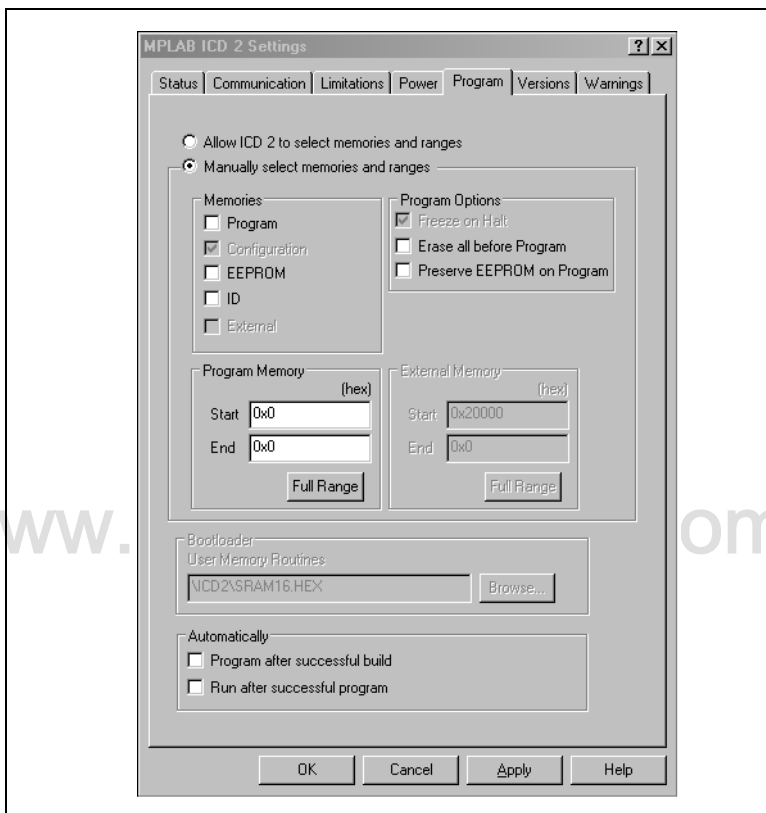 MPLAB ICD 2 Settings
Status Communication Limitations Power Program Versions Warnings
Allow ICD 2 to select memories and ranges
Manually select memories and ranges
Memories
Program
Configuration
EEPROM
ID
External
Program Options
Freeze on Halt
Erase all before Program
Preserve EEPROM on Program
Program Memory
(hex)
Start 0x0
End 0x0
Full Range
External Memory
(hex)
Start 0x20000
End 0x0
Full Range
Bootloader
User Memory Routines
\ICD2\SRAM16.HEX Browse...
Automatically
Program after successful build
Run after successful program
OK Cancel Apply Help